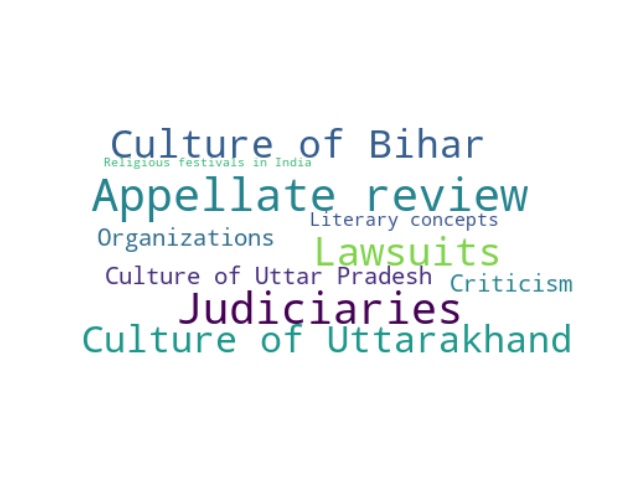 Culture of Bihar
Religious festivals in India
Appellate review
Literary concepts
Organizations
Lawsuits
Culture of Uttar Pradesh
Criticism
Judiciaries
Culture of Uttarakhand